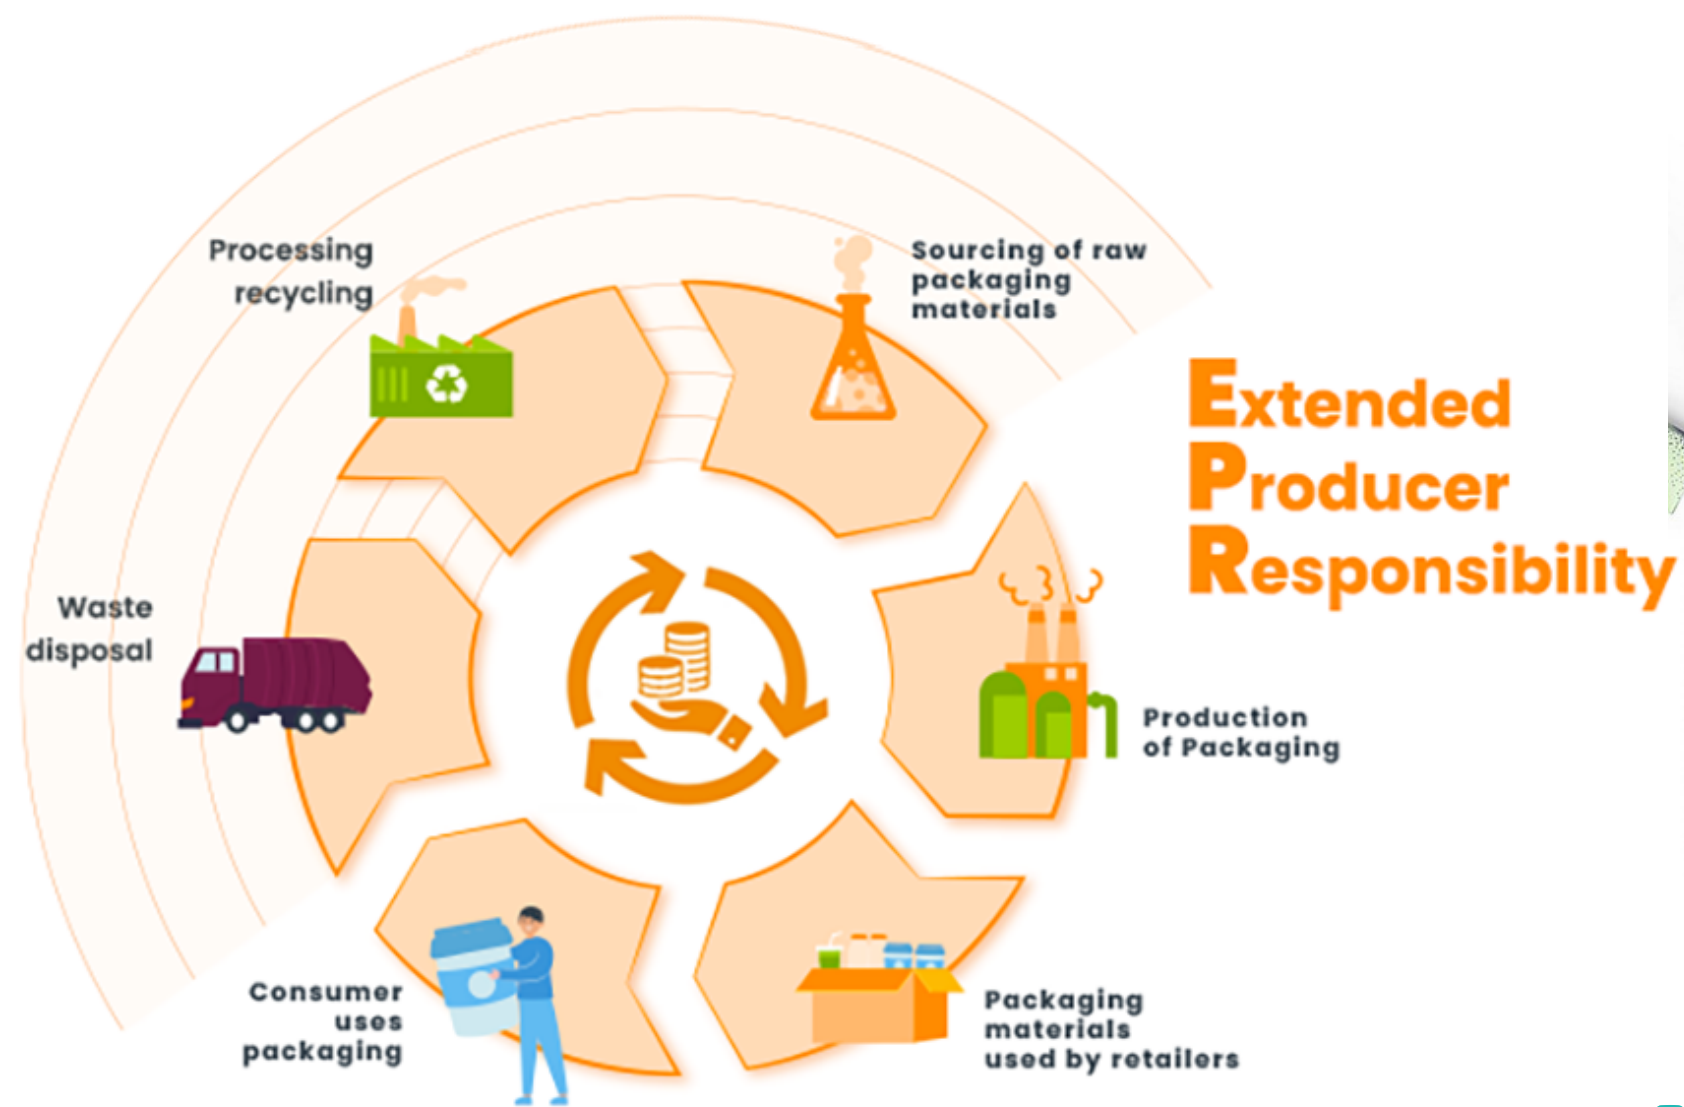 Processing
recycling
Sourcing of raw
packaging
materials
Extended
Producer
Responsibility
Waste
disposal
Production
of Packaging
Consumer
uses
packaging
Packaging
materials
used by retailers